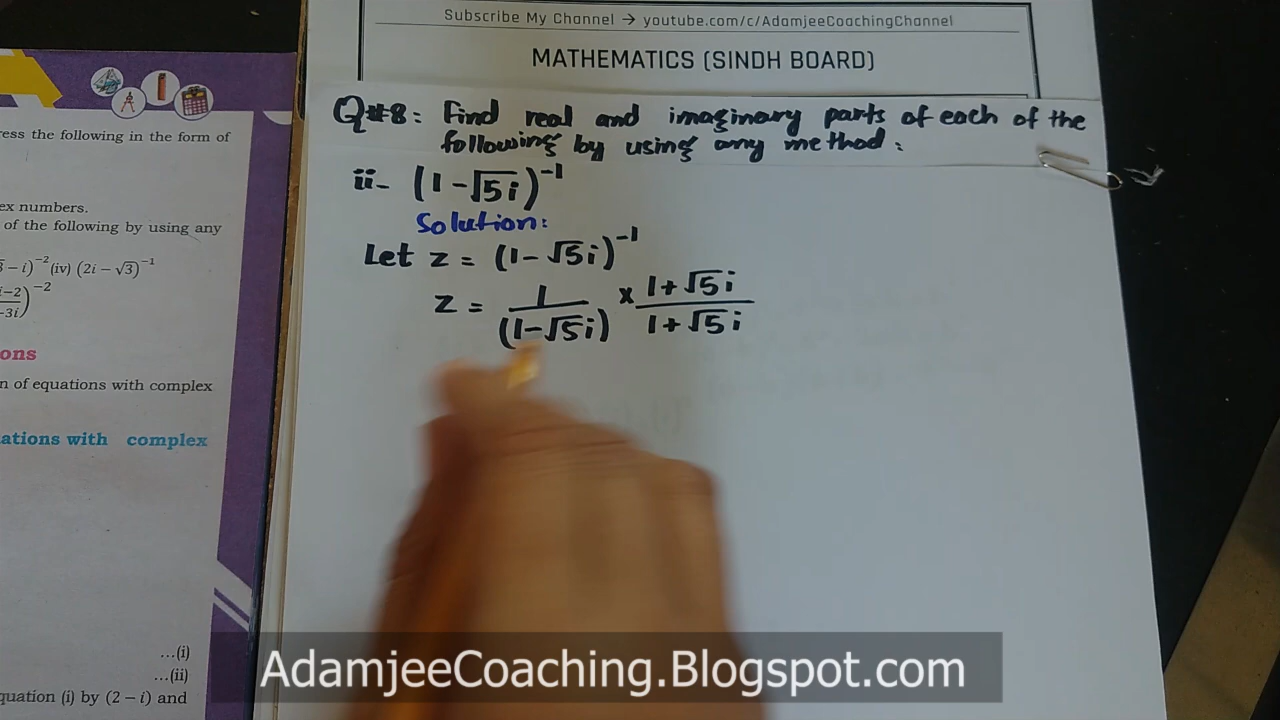 Subscribe My Channel → youtube.com/c/AdamjeeCoachingChannel
MATHEMATICS (SINDH BOARD)
Q#8: Find real and imaginary parts of each of the
following by using any method:
ii- (1-√5i)⁻¹
Solution:
Let z = (1-√5i)⁻¹
z = 1/(1-√5i) × (1+√5i)/(1+√5i)
ress the following in the form of
ex numbers.
of the following by using any
– i)⁻² (iv) (2i – √3)⁻¹
ons
n of equations with complex
ations with complex
...(i)
...(ii)
quation (i) by (2 – i) and
AdamjeeCoaching.Blogspot.com